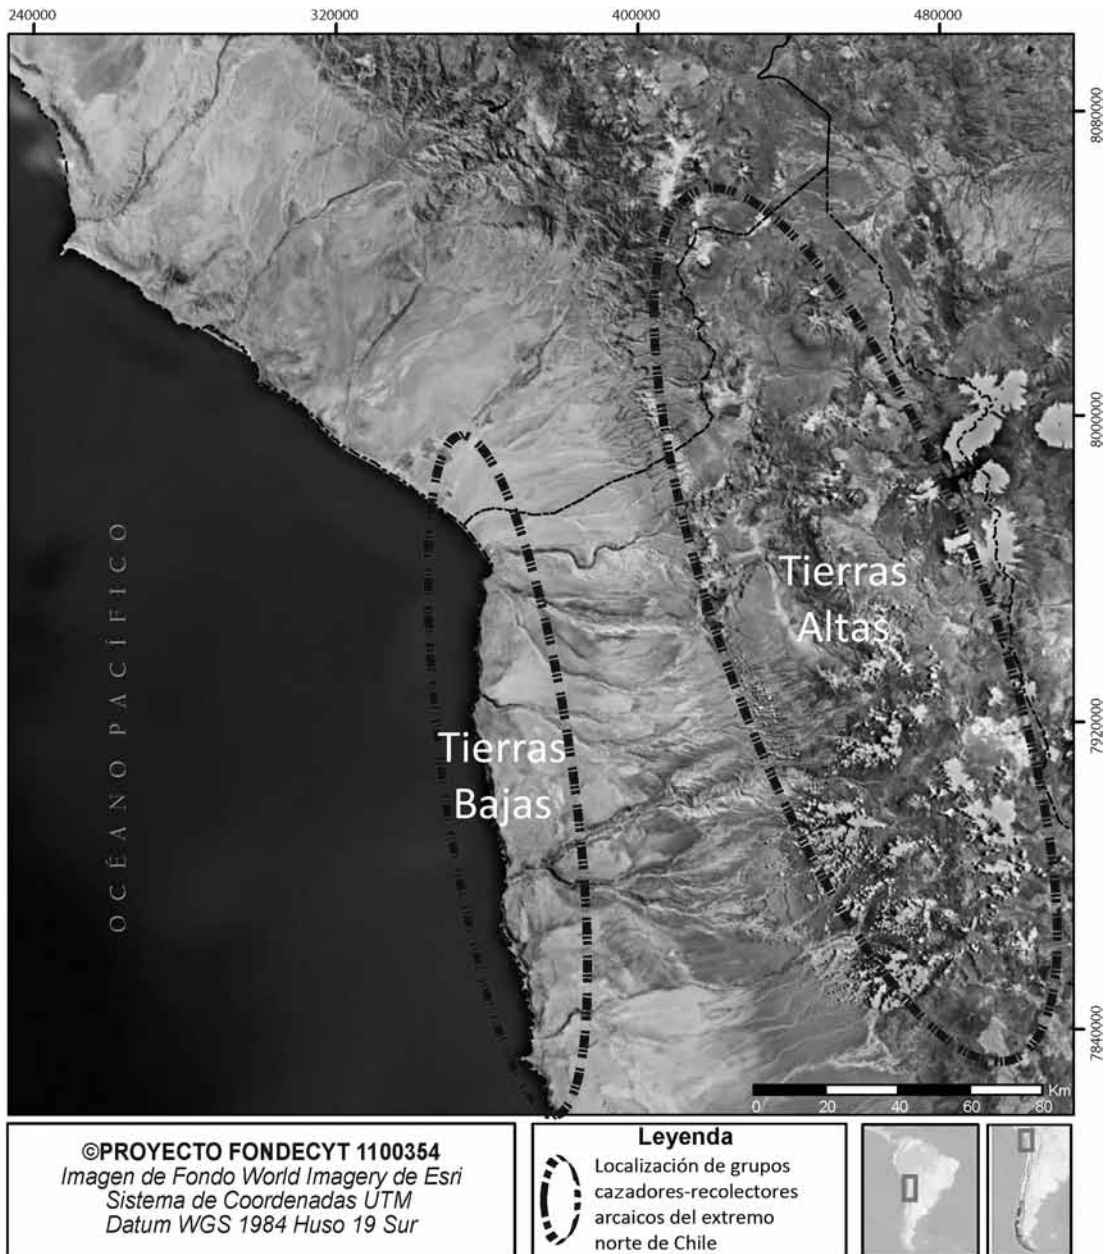 240000 320000 400000 480000
8080000
8000000
7920000
7840000
OCÉANO PACÍFICO
Tierras
Altas
Tierras
Bajas
Km
0 20 40 60 80
©PROYECTO FONDECYT 1100354
Imagen de Fondo World Imagery de Esri
Sistema de Coordenadas UTM
Datum WGS 1984 Huso 19 Sur
Leyenda
Localización de grupos
cazadores-recolectores
arcaicos del extremo
norte de Chile